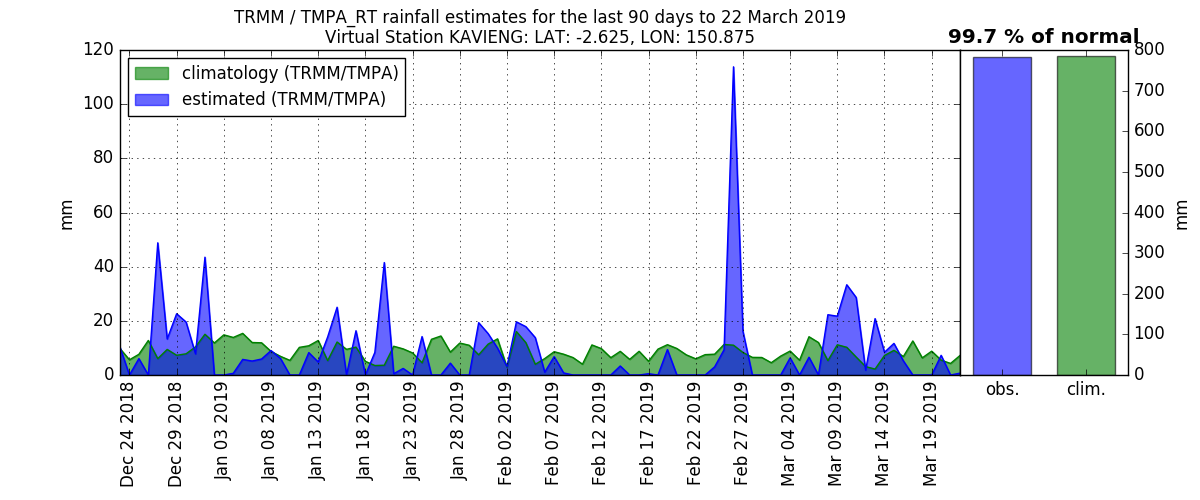 TRMM / TMPA_RT rainfall estimates for the last 90 days to 22 March 2019
Virtual Station KAVIENG: LAT: -2.625, LON: 150.875
99.7 % of normal
climatology (TRMM/TMPA)
estimated (TRMM/TMPA)
120
100
80
60
40
20
0
mm
Dec 24 2018
Dec 29 2018
Jan 03 2019
Jan 08 2019
Jan 13 2019
Jan 18 2019
Jan 23 2019
Jan 28 2019
Feb 02 2019
Feb 07 2019
Feb 12 2019
Feb 17 2019
Feb 22 2019
Feb 27 2019
Mar 04 2019
Mar 09 2019
Mar 14 2019
Mar 19 2019
obs.
clim.
800
700
600
500
400
300
200
100
0
mm